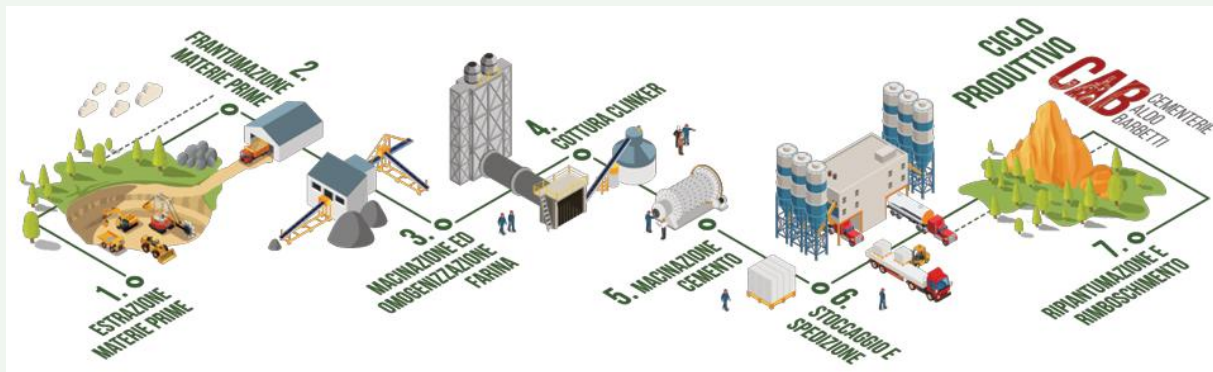 1.
ESTRAZIONE
MATERIE PRIME
2.
FRANTUMAZIONE
MATERIE PRIME
3.
MACINAZIONE ED
OMOGENIZZAZIONE
FARINA
4.
COTTURA CLINKER
5. MACINAZIONE
CEMENTO
6.
STOCCAGGIO E
SPEDIZIONE
7.
RIPIANTUMAZIONE E
RIMBOSCHIMENTO
CICLO
PRODUTTIVO
CAB
CEMENTERIE
ALDO
BARBETTI